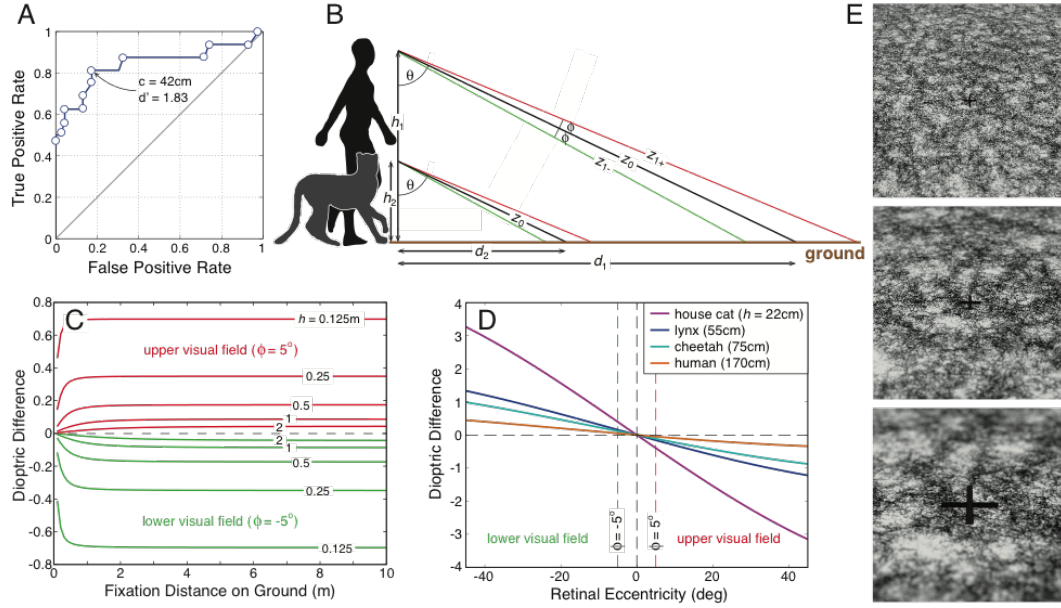 A
1
0.8
0.6
0.4
0.2
0
0
0.2
0.4
0.6
0.8
1
True Positive Rate
False Positive Rate
c = 42cm
d' = 1.83
B
θ
h₁
θ
h₂
ϕ
ϕ
z₁₊
z₀
z₁₋
z₀
d₂
d₁
ground
C
0.8
0.6
0.4
0.2
0
-0.2
-0.4
-0.6
-0.8
0
2
4
6
8
10
Dioptric Difference
Fixation Distance on Ground (m)
h = 0.125m
upper visual field (ϕ = 5°)
0.25
0.5
1
2
2
1
0.5
0.25
lower visual field (ϕ = -5°)
0.125
D
4
3
2
1
0
-1
-2
-3
-4
-40
-20
0
20
40
Dioptric Difference
Retinal Eccentricity (deg)
house cat (h = 22cm)
lynx (55cm)
cheetah (75cm)
human (170cm)
ϕ = -5°
ϕ = 5°
lower visual field
upper visual field
E